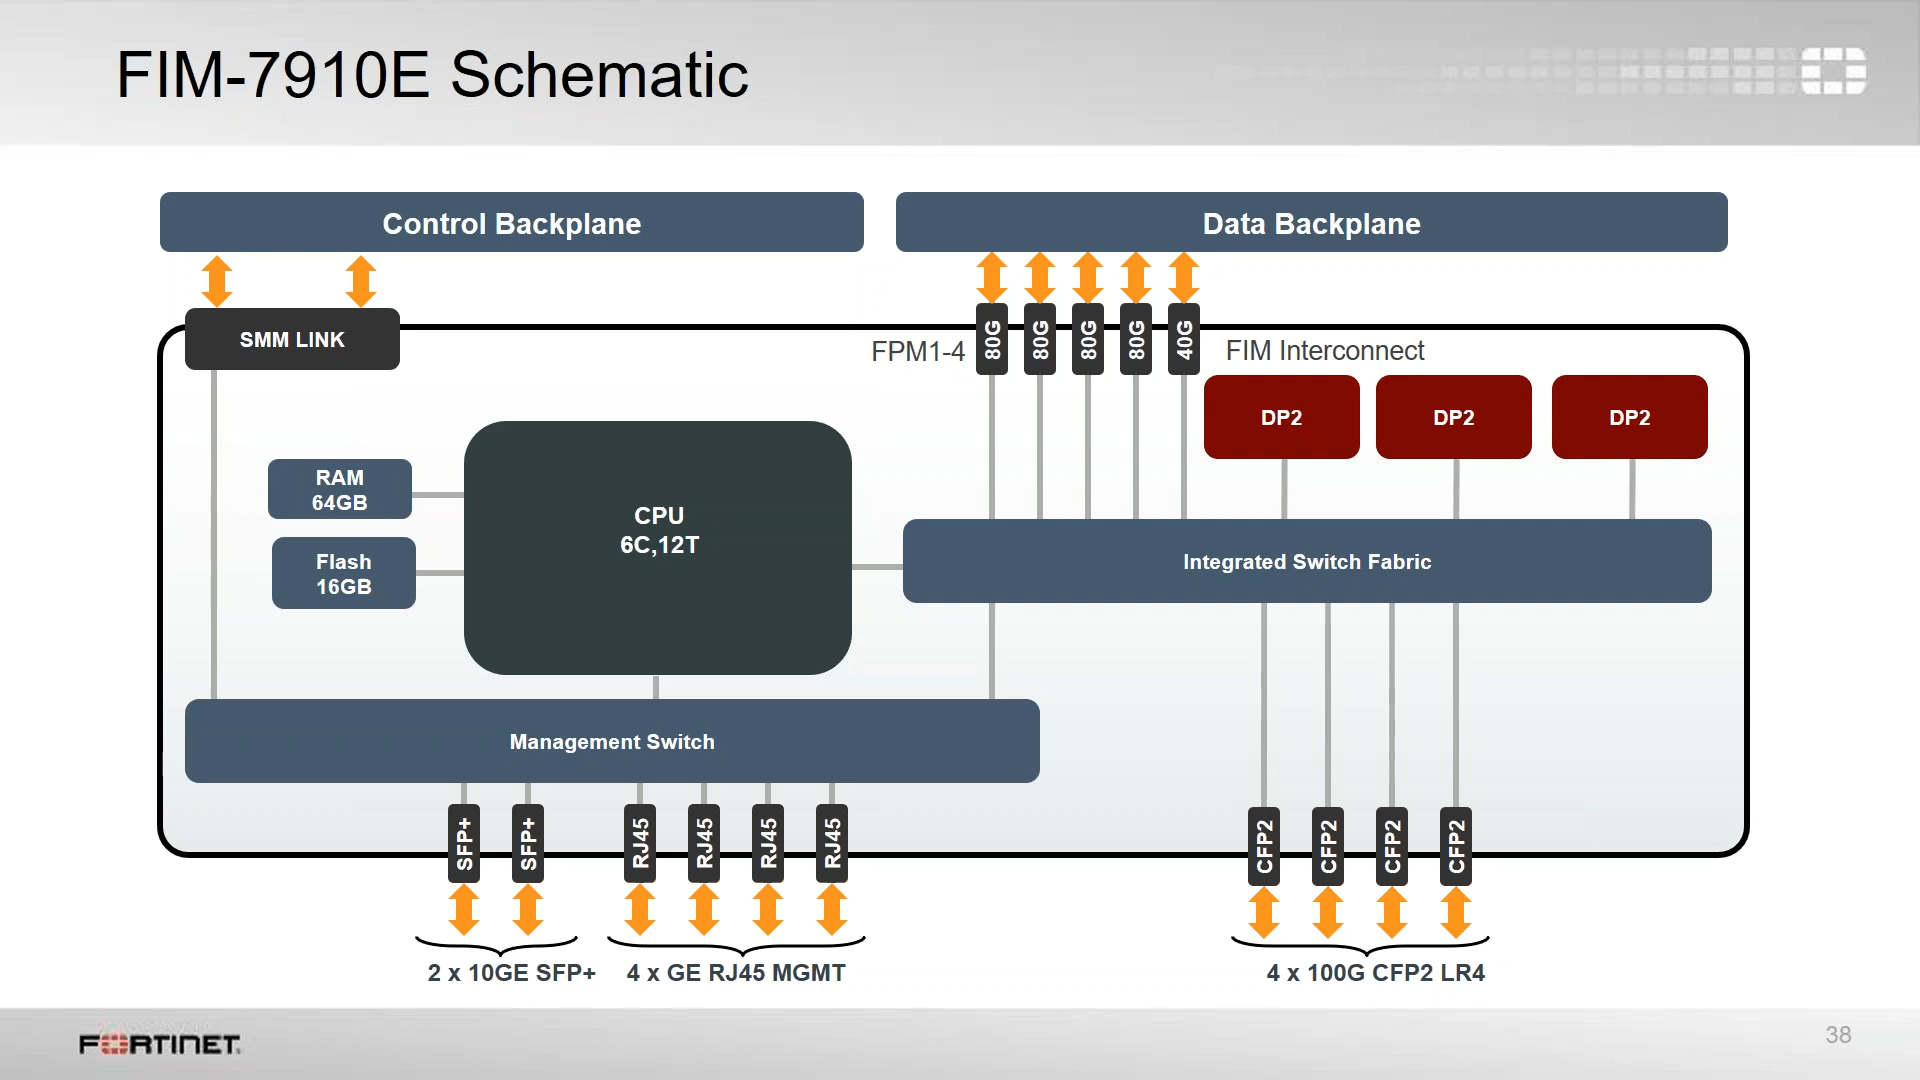 FIM-7910E Schematic
Control Backplane
Data Backplane
SMM LINK
FPM1-4
80G
80G
80G
80G
40G
FIM Interconnect
DP2
DP2
DP2
RAM
64GB
CPU
6C,12T
Flash
16GB
Integrated Switch Fabric
Management Switch
SFP+
SFP+
RJ45
RJ45
RJ45
RJ45
CFP2
CFP2
CFP2
CFP2
2 x 10GE SFP+
4 x GE RJ45 MGMT
4 x 100G CFP2 LR4
FORTINET
38